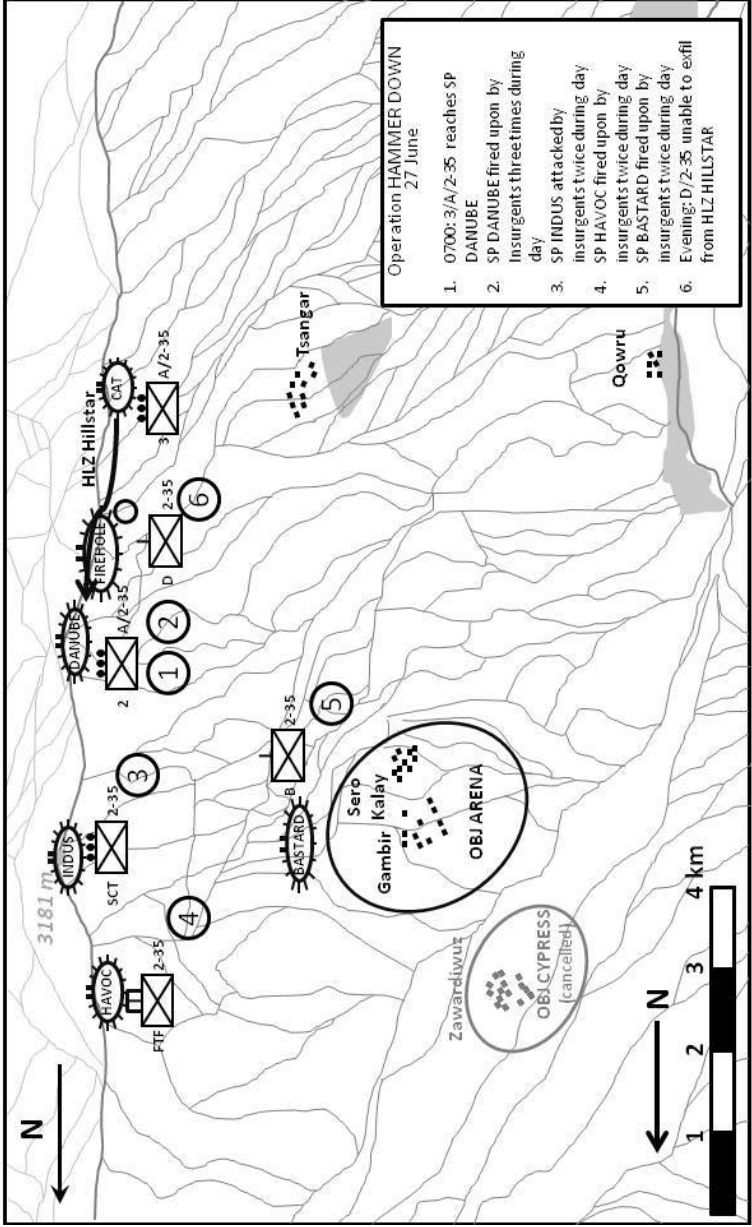 N
3181 m
HAVOC
FTF
2-35
4
INDUS
SCT
2-35
3
DANUBE
2
A/2-35
1
2
FIREHOLE
HLZ Hillstar
D
2-35
6
CAT
3
A/2-35
BASTARD
B
2-35
5
Sero
Kalay
Gambir
OBJ ARENA
Zawardiwuz
OBJ CYPRESS
(cancelled)
Tsangar
Qowru
N
1
2
3
4 km
Operation HAMMER DOWN
27 June
1. 0700: 3/A/2-35 reaches SP
DANUBE
2. SP DANUBE fired upon by
Insurgents three times during
day
3. SP INDUS attacked by
insurgents twice during day
4. SP HAVOC fired upon by
insurgents twice during day
5. SP BASTARD fired upon by
insurgents twice during day
6. Evening: D/2-35 unable to exfil
from HLZ HILLSTAR